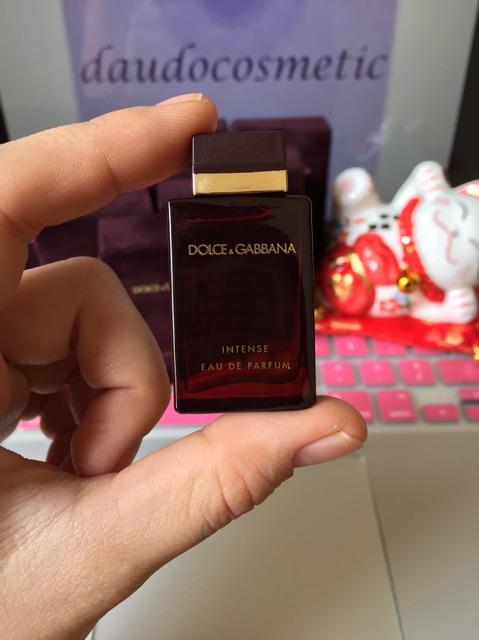 daudocosmetic
DOLCE & GABBANA
INTENSE
EAU DE PARFUM